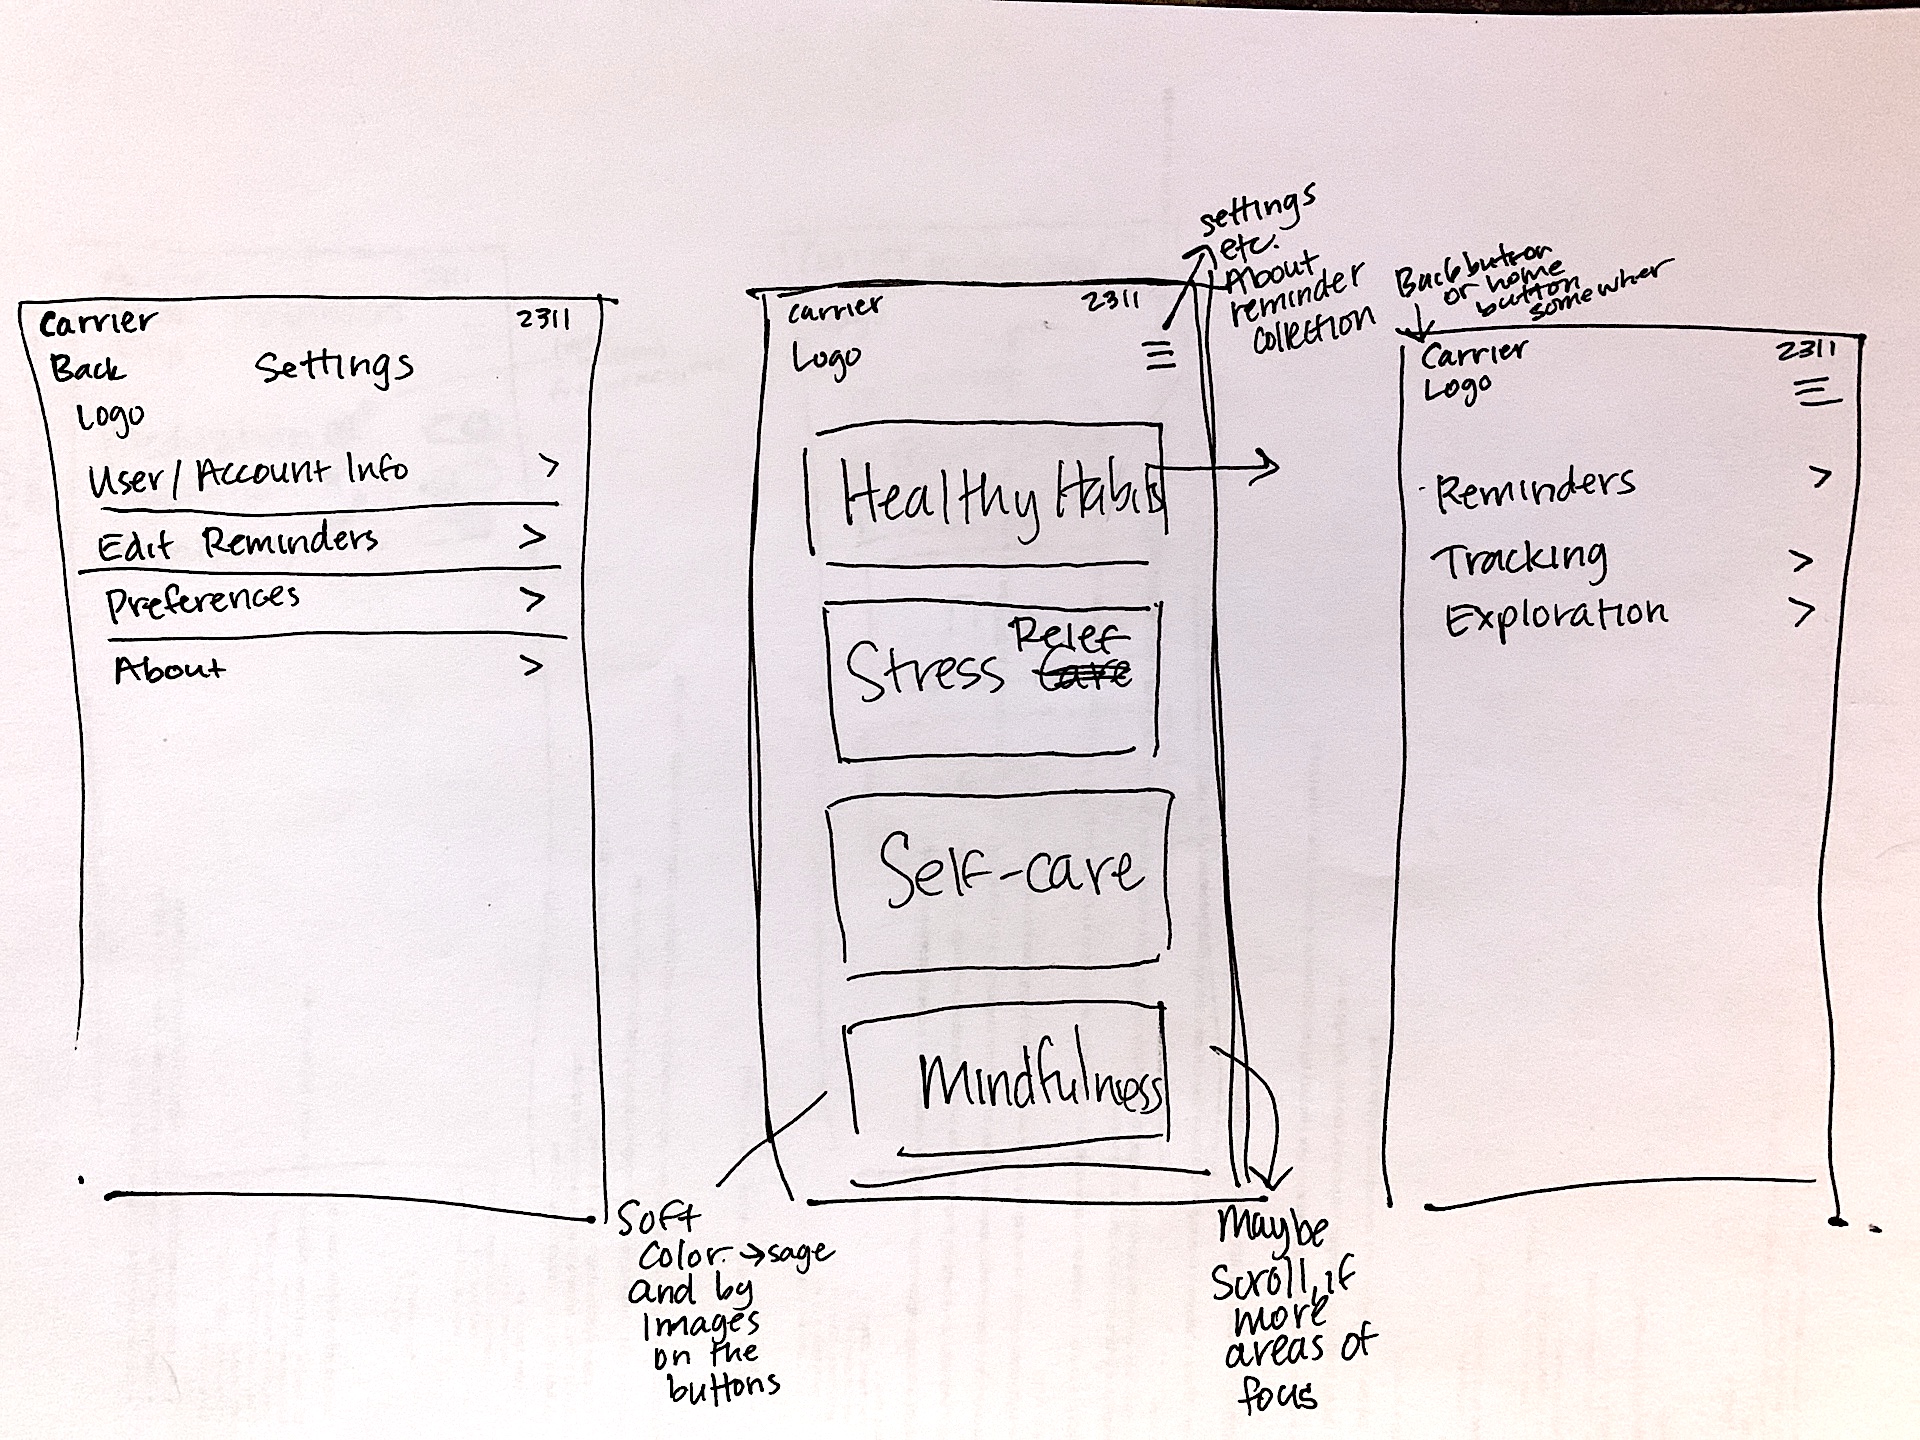 Carrier 2311
Back Settings
Logo
User/Account Info >
Edit Reminders >
Preferences >
About >
Carrier 2311
Logo
settings
etc.
About
reminder
collection
Healthy Habits
Stress Relef
Care
Self-care
Mindfulness
Soft
Color → sage
and by
images
on the
buttons
Maybe
Scroll, if
more
areas of
focus
Back button
or home
button
somewher
Carrier 2311
Logo
Reminders >
Tracking >
Exploration >